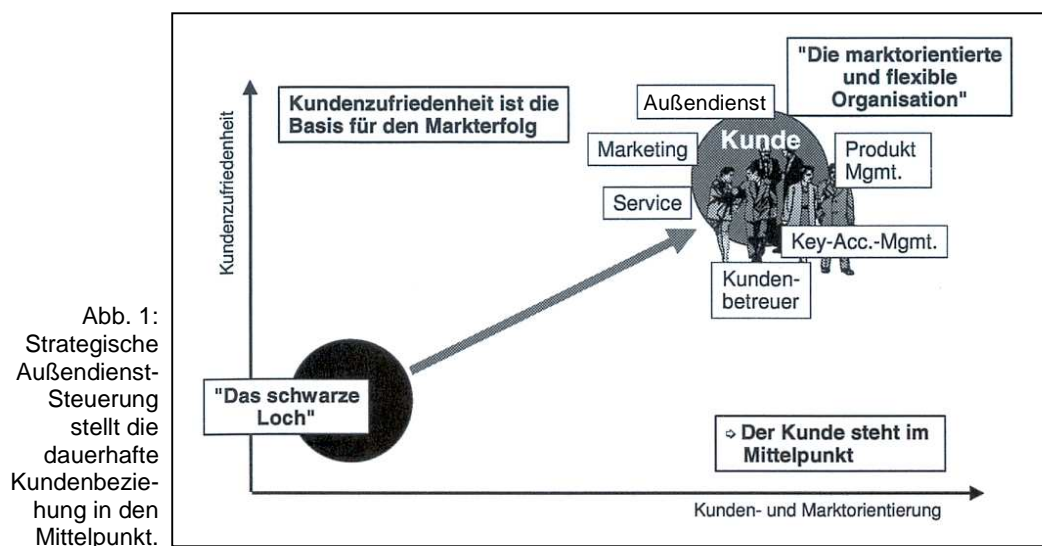 Abb. 1:
Strategische
Außendienst-
Steuerung
stellt die
dauerhafte
Kundenbezie-
hung in den
Mittelpunkt.
Kundenzufriedenheit
Kundenzufriedenheit ist die
Basis für den Markterfolg
"Die marktorientierte
und flexible
Organisation"
Außendienst
Kunde
Marketing
Produkt
Mgmt.
Service
Key-Acc.-Mgmt.
Kunden-
betreuer
"Das schwarze
Loch"
⇨ Der Kunde steht im
Mittelpunkt
Kunden- und Marktorientierung